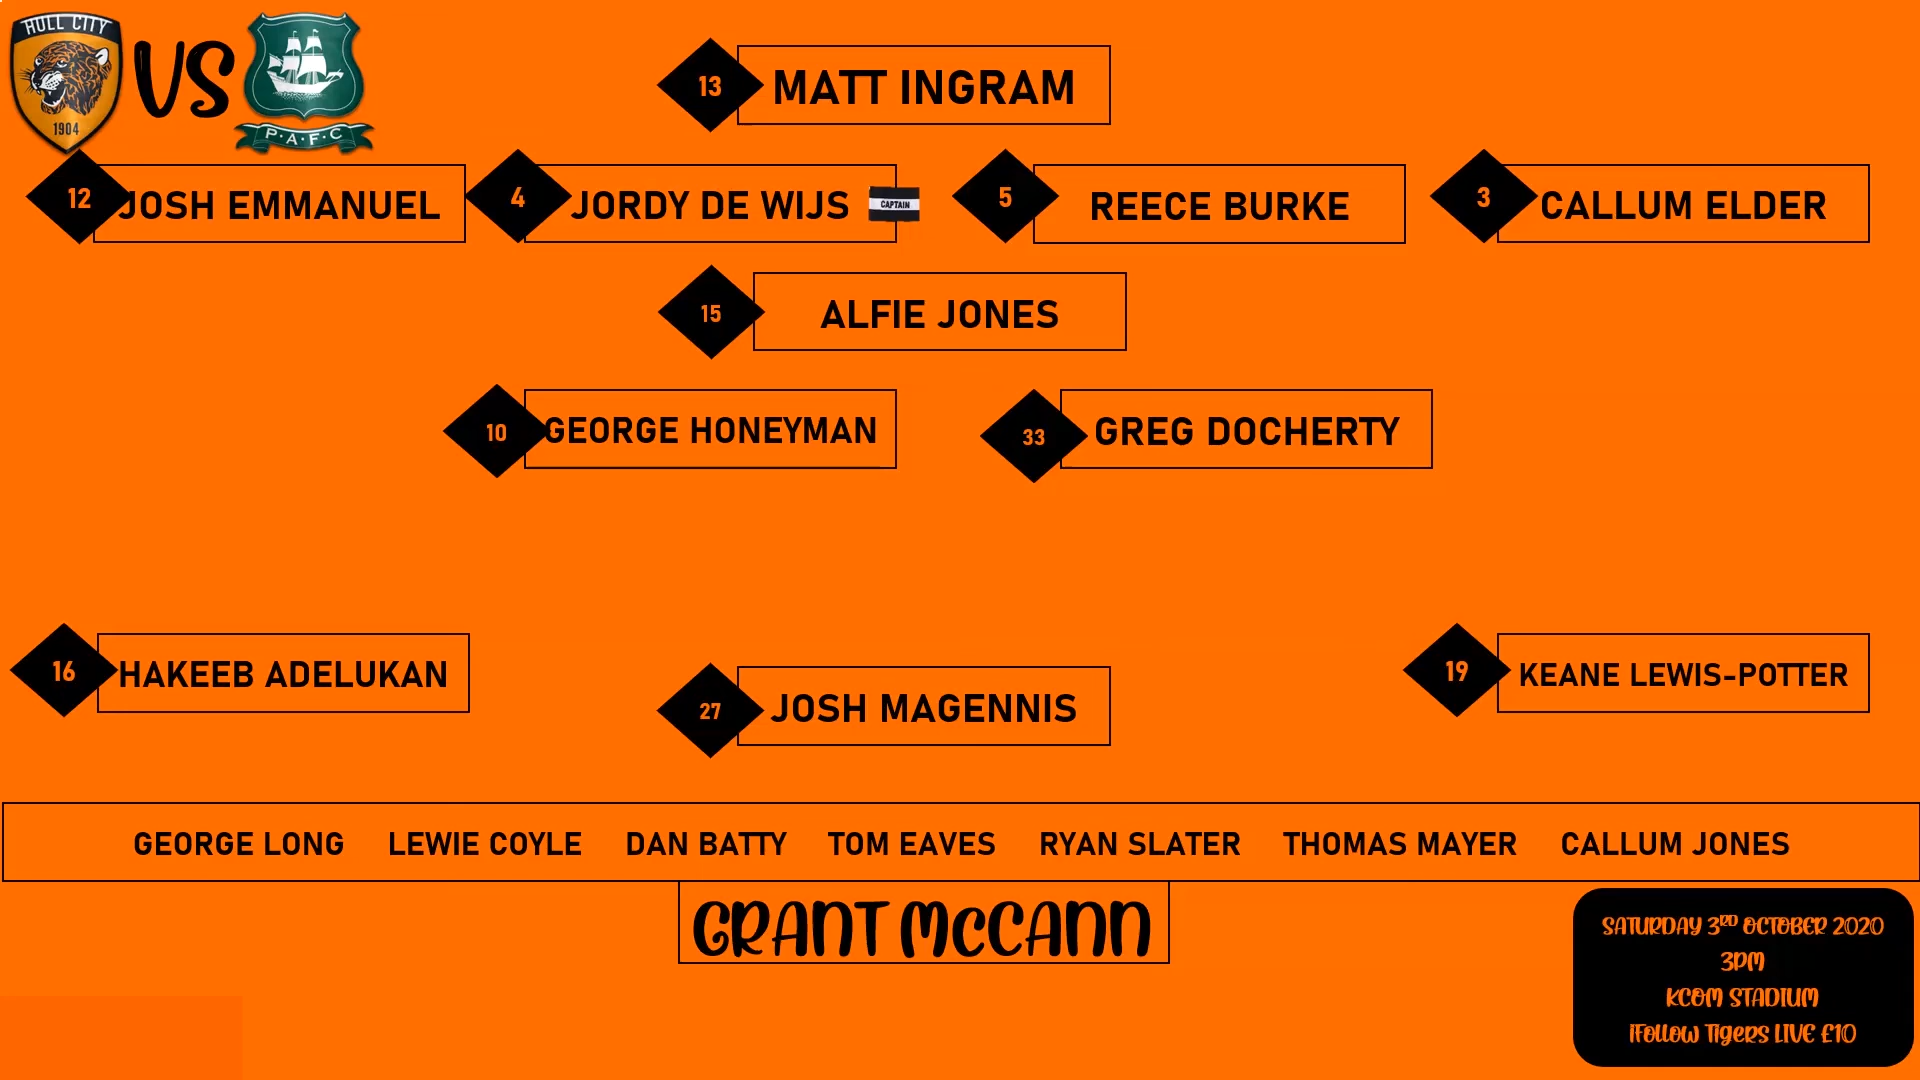 HULL CITY
1904
VS
P·A·F·C
13 MATT INGRAM
12 JOSH EMMANUEL
4 JORDY DE WIJS CAPTAIN
5 REECE BURKE
3 CALLUM ELDER
15 ALFIE JONES
10 GEORGE HONEYMAN
33 GREG DOCHERTY
16 HAKEEB ADELUKAN
27 JOSH MAGENNIS
19 KEANE LEWIS-POTTER
GEORGE LONG LEWIE COYLE DAN BATTY TOM EAVES RYAN SLATER THOMAS MAYER CALLUM JONES
GRANT McCANN
SATURDAY 3RD OCTOBER 2020
3PM
KCOM STADIUM
iFollow Tigers LIVE £10